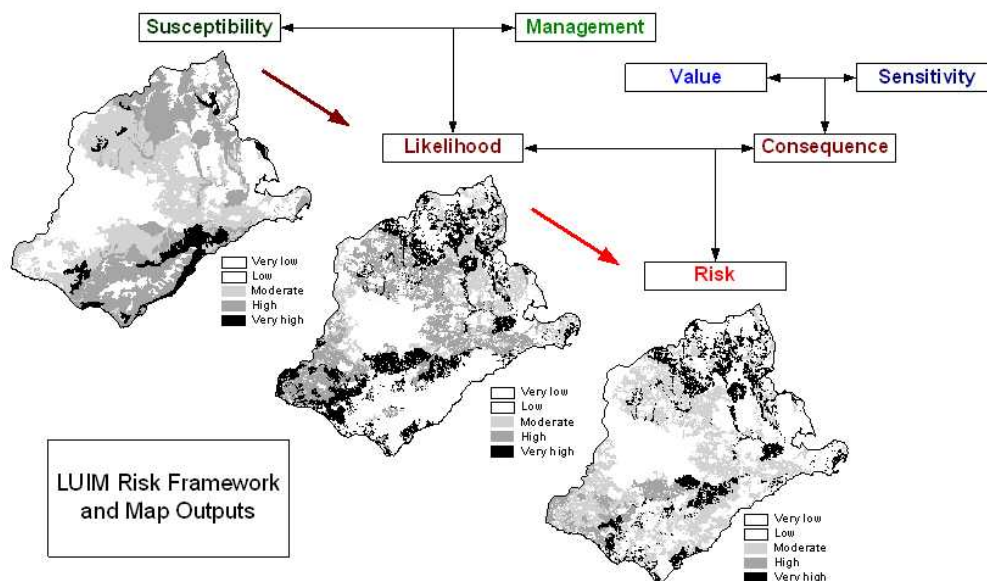 Susceptibility
Management
Value
Sensitivity
Likelihood
Consequence
Risk
Very low
Low
Moderate
High
Very high
Very low
Low
Moderate
High
Very high
Very low
Low
Moderate
High
Very high
LUIM Risk Framework
and Map Outputs